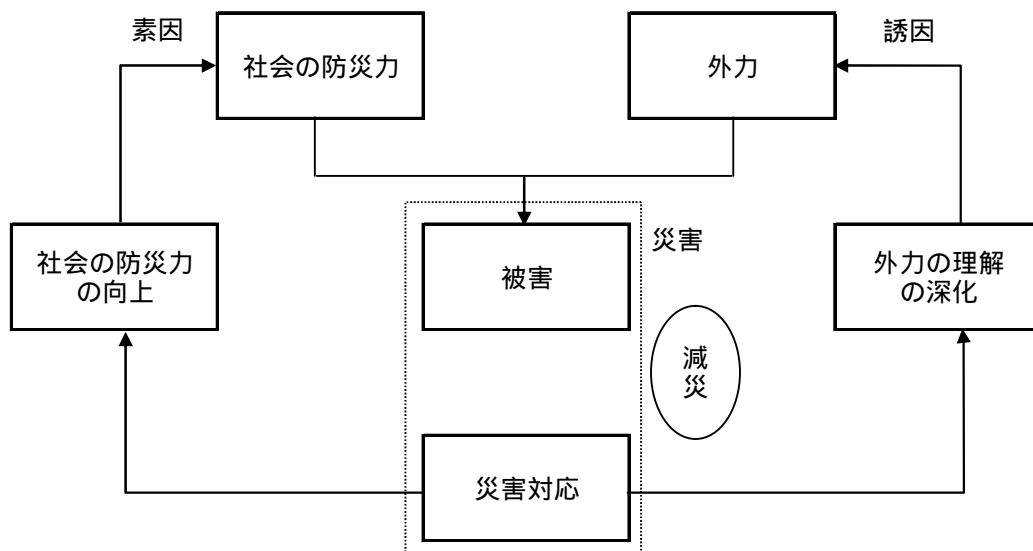 素因
誘因
社会の防災力
外力
社会の防災力
の向上
被害
災害
外力の理解
の深化
減
災
災害対応